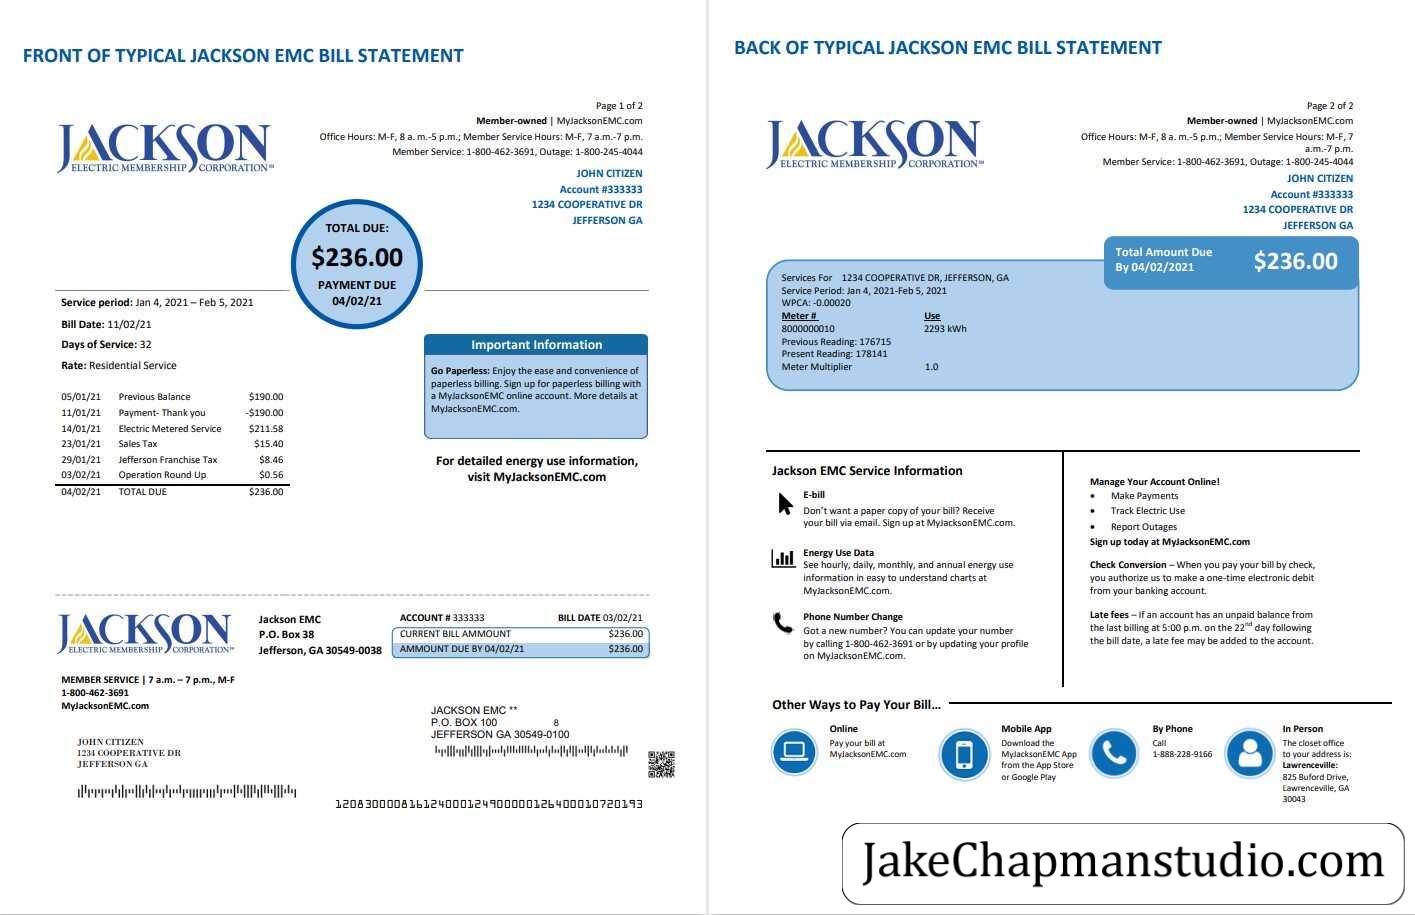 FRONT OF TYPICAL JACKSON EMC BILL STATEMENT
Page 1 of 2
Member-owned | MyJacksonEMC.com
Office Hours: M-F, 8 a. m.-5 p.m.; Member Service Hours: M-F, 7 a.m.-7 p.m.
Member Service: 1-800-462-3691, Outage: 1-800-245-4044
JACKSON
ELECTRIC MEMBERSHIP CORPORATION℠
JOHN CITIZEN
Account #333333
1234 COOPERATIVE DR
JEFFERSON GA
TOTAL DUE:
$236.00
PAYMENT DUE
04/02/21
Service period: Jan 4, 2021 – Feb 5, 2021
Bill Date: 11/02/21
Days of Service: 32
Rate: Residential Service
05/01/21 Previous Balance $190.00
11/01/21 Payment- Thank you -$190.00
14/01/21 Electric Metered Service $211.58
23/01/21 Sales Tax $15.40
29/01/21 Jefferson Franchise Tax $8.46
03/02/21 Operation Round Up $0.56
04/02/21 TOTAL DUE $236.00
Important Information
Go Paperless: Enjoy the ease and convenience of
paperless billing. Sign up for paperless billing with
a MyJacksonEMC online account. More details at
MyJacksonEMC.com.
For detailed energy use information,
visit MyJacksonEMC.com
JACKSON
ELECTRIC MEMBERSHIP CORPORATION℠
Jackson EMC
P.O. Box 38
Jefferson, GA 30549-0038
ACCOUNT # 333333 BILL DATE 03/02/21
CURRENT BILL AMMOUNT $236.00
AMMOUNT DUE BY 04/02/21 $236.00
MEMBER SERVICE | 7 a.m. – 7 p.m., M-F
1-800-462-3691
MyJacksonEMC.com
JACKSON EMC **
P.O. BOX 100 8
JEFFERSON GA 30549-0100
JOHN CITIZEN
1234 COOPERATIVE DR
JEFFERSON GA
12083000081612400012490000012640001072019​3
BACK OF TYPICAL JACKSON EMC BILL STATEMENT
Page 2 of 2
Member-owned | MyJacksonEMC.com
Office Hours: M-F, 8 a. m.-5 p.m.; Member Service Hours: M-F, 7
a.m.-7 p.m.
Member Service: 1-800-462-3691, Outage: 1-800-245-4044
JACKSON
ELECTRIC MEMBERSHIP CORPORATION℠
JOHN CITIZEN
Account #333333
1234 COOPERATIVE DR
JEFFERSON GA
Total Amount Due
By 04/02/2021
$236.00
Services For 1234 COOPERATIVE DR, JEFFERSON, GA
Service Period: Jan 4, 2021-Feb 5, 2021
WPCA: -0.00020
Meter # Use
8000000010 2293 kWh
Previous Reading: 176715
Present Reading: 178141
Meter Multiplier 1.0
Jackson EMC Service Information
E-bill
Don't want a paper copy of your bill? Receive
your bill via email. Sign up at MyJacksonEMC.com.
Energy Use Data
See hourly, daily, monthly, and annual energy use
information in easy to understand charts at
MyJacksonEMC.com.
Phone Number Change
Got a new number? You can update your number
by calling 1-800-462-3691 or by updating your profile
on MyJacksonEMC.com.
Manage Your Account Online!
• Make Payments
• Track Electric Use
• Report Outages
Sign up today at MyJacksonEMC.com
Check Conversion – When you pay your bill by check,
you authorize us to make a one-time electronic debit
from your banking account.
Late fees – If an account has an unpaid balance from
the last billing at 5:00 p.m. on the 22nd day following
the bill date, a late fee may be added to the account.
Other Ways to Pay Your Bill...
Online
Pay your bill at
MyJacksonEMC.com
Mobile App
Download the
MyJacksonEMC App
from the App Store
or Google Play
By Phone
Call
1-888-228-9166
In Person
The closet office
to your address is:
Lawrenceville:
825 Buford Drive,
Lawrenceville, GA
30043
JakeChapmanstudio.com